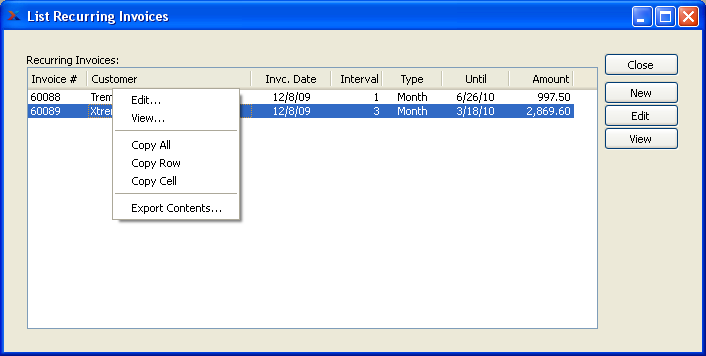 List Recurring Invoices
Recurring Invoices:
Invoice # Customer Invc. Date Interval Type Until Amount
60088 Trem 12/8/09 1 Month 6/26/10 997.50
60089 Xtrem 12/8/09 3 Month 3/18/10 2,869.60
Edit...
View...
Copy All
Copy Row
Copy Cell
Export Contents...
Close
New
Edit
View